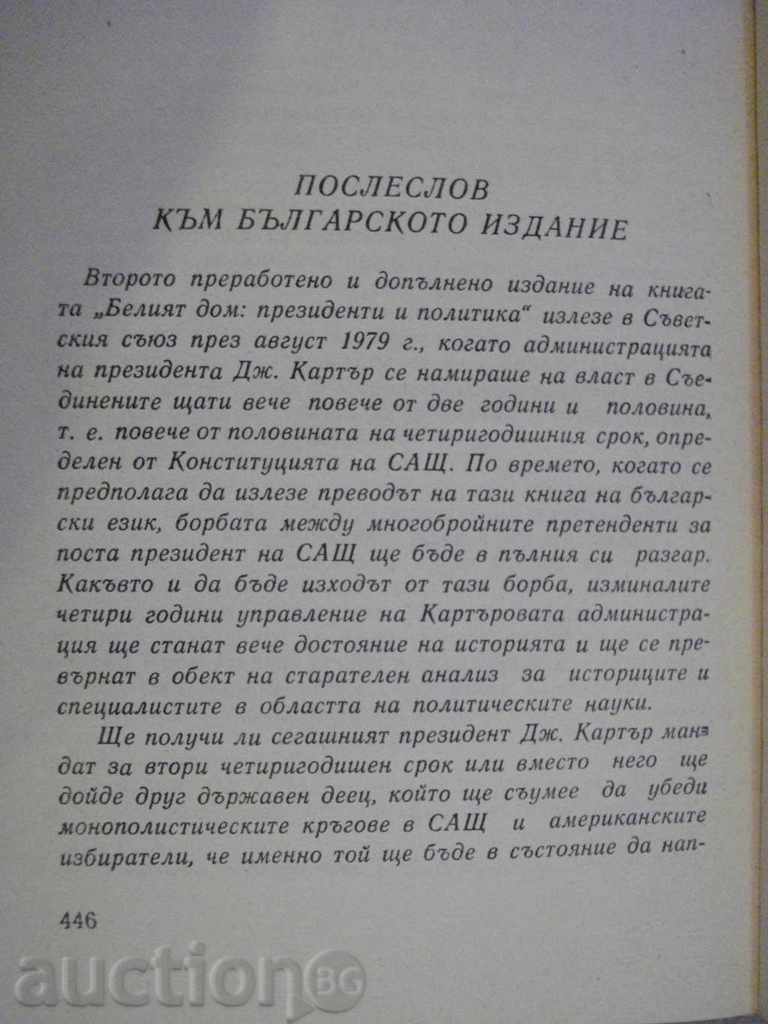 ПОСЛЕСЛОВ
КЪМ БЪЛГАРСКОТО ИЗДАНИЕ
Второто преработено и допълнено издание на книга-
та „Белият дом: президенти и политика“ излезе в Съвет-
ския съюз през август 1979 г., когато администрацията
на президента Дж. Картър се намираше на власт в Съе-
динените щати вече повече от две години и половина,
т. е. повече от половината на четиригодишния срок, опре-
делен от Конституцията на САЩ. По времето, когато се
предполага да излезе преводът на тази книга на българ-
ски език, борбата между многобройните претенденти за
поста президент на САЩ ще бъде в пълния си разгар.
Какъвто и да бъде изходът от тази борба, изминалите
четири години управление на Картъровата администра-
ция ще станат вече достояние на историята и ще се пре-
върнат в обект на старателен анализ за историците и
специалистите в областта на политическите науки.
Ще получи ли сегашният президент Дж. Картър ман-
дат за втори четиригодишен срок или вместо него ще
дойде друг държавен деец, който ще съумее да убеди
монополистическите кръгове в САЩ и американските
избиратели, че именно той ще бъде в състояние да нап-
446
auction BG